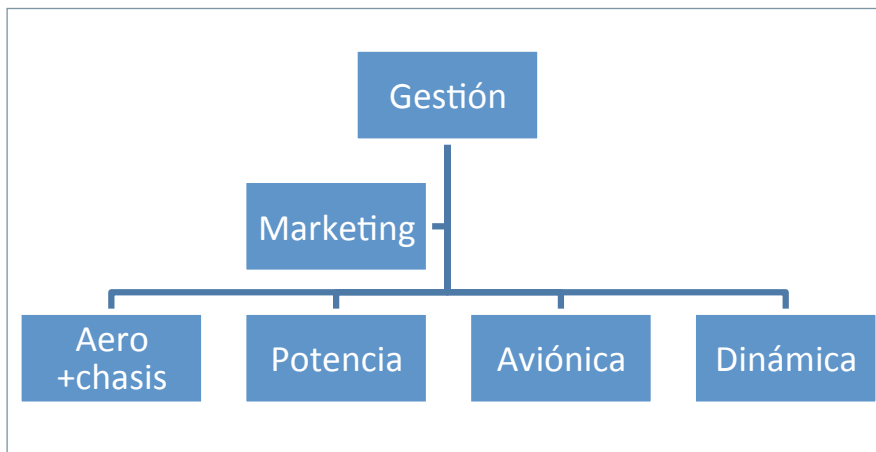 Gestión
Marketing
Aero
+chasis
Potencia
Aviónica
Dinámica